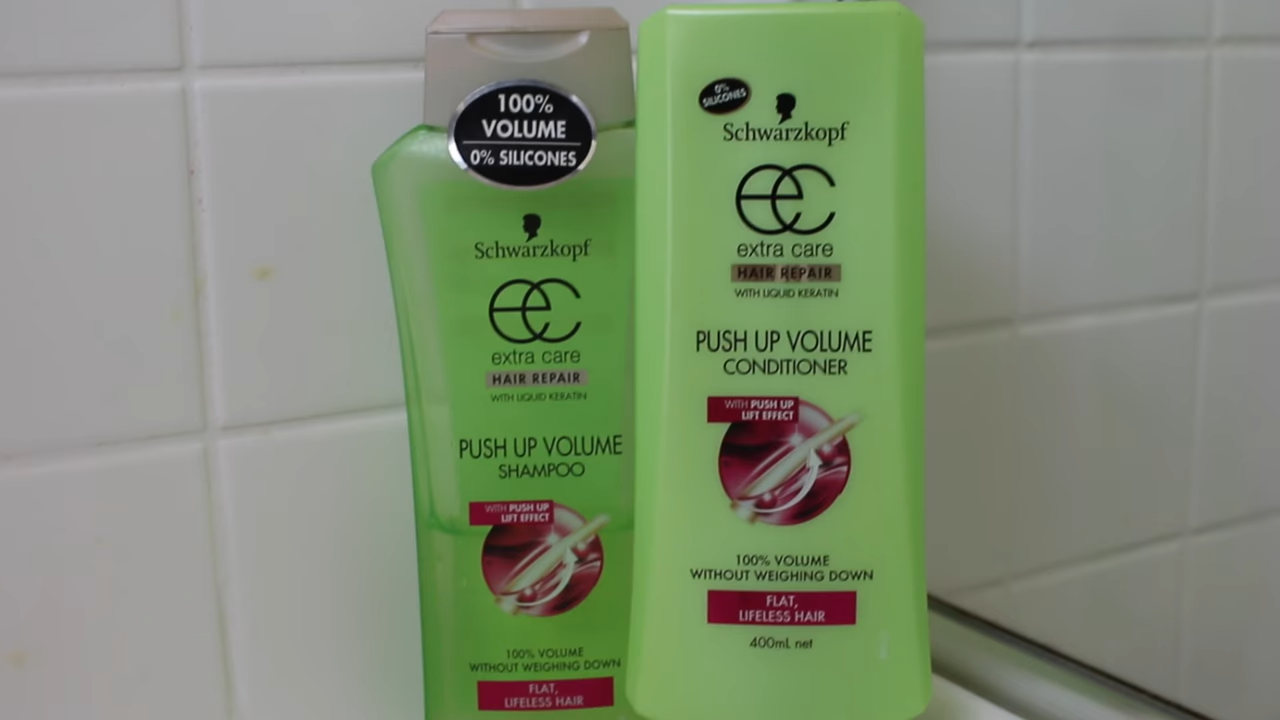 100%
VOLUME
0% SILICONES
Schwarzkopf
ec
extra care
HAIR REPAIR
WITH LIQUID KERATIN
PUSH UP VOLUME
SHAMPOO
WITH PUSH UP
LIFT EFFECT
100% VOLUME
WITHOUT WEIGHING DOWN
FLAT,
LIFELESS HAIR
0%
SILICONES
Schwarzkopf
ec
extra care
HAIR REPAIR
WITH LIQUID KERATIN
PUSH UP VOLUME
CONDITIONER
WITH PUSH UP
LIFT EFFECT
100% VOLUME
WITHOUT WEIGHING DOWN
FLAT,
LIFELESS HAIR
400mL net